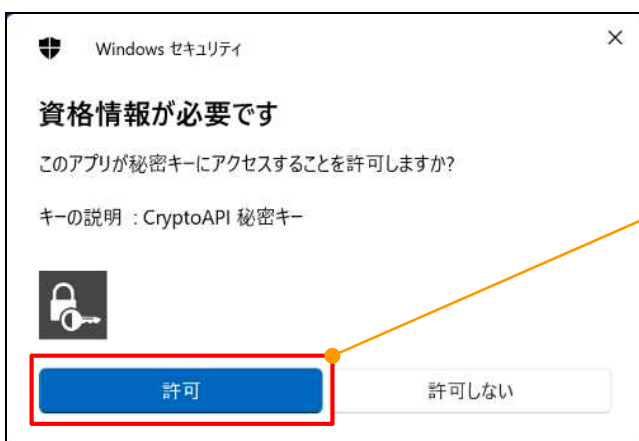 Windows セキュリティ
資格情報が必要です
このアプリが秘密キーにアクセスすることを許可しますか?
キーの説明 : CryptoAPI 秘密キー
許可
許可しない